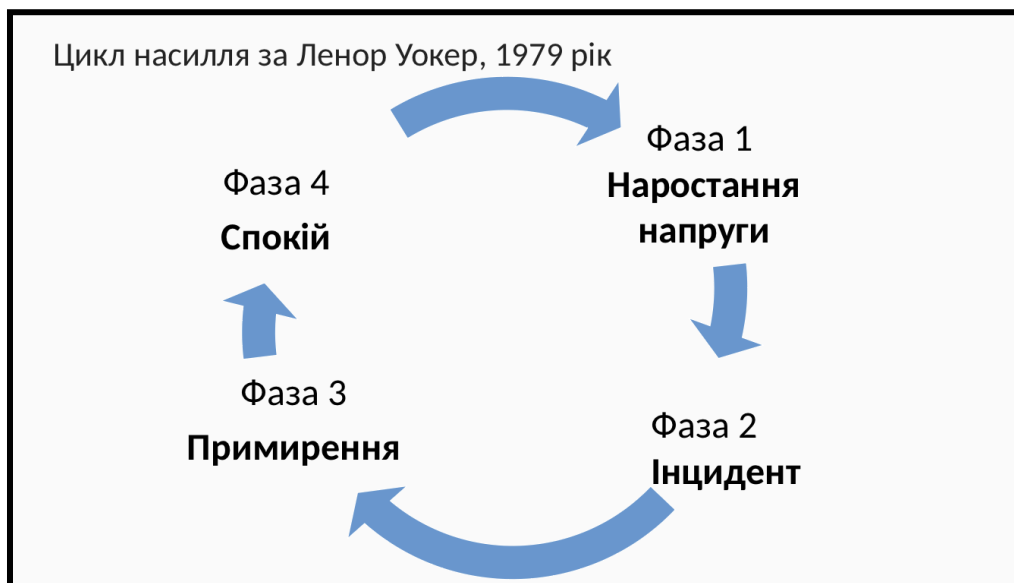 Цикл насилля за Ленор Уокер, 1979 рік
Фаза 1
Наростання
напруги
Фаза 2
Інцидент
Фаза 3
Примирення
Фаза 4
Спокій